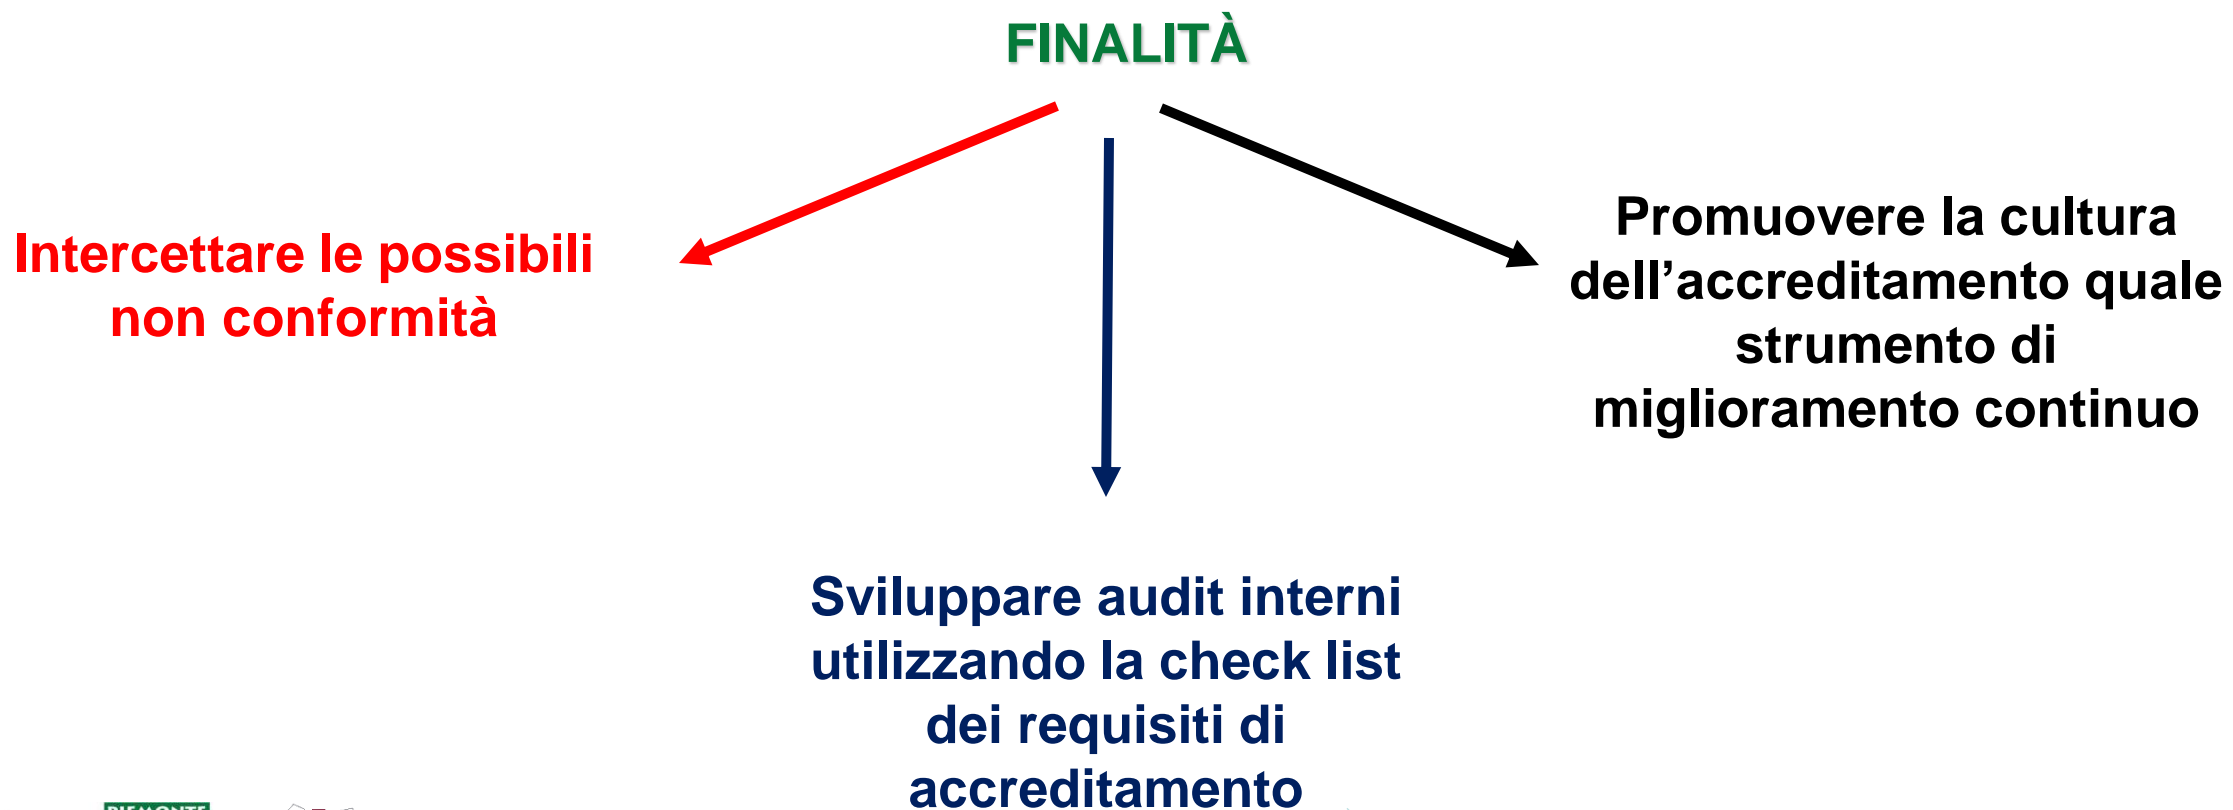 FINALITÀ
Intercettare le possibili
non conformità
Promuovere la cultura
dell’accreditamento quale
strumento di
miglioramento continuo
Sviluppare audit interni
utilizzando la check list
dei requisiti di
accreditamento
PIEMONTE